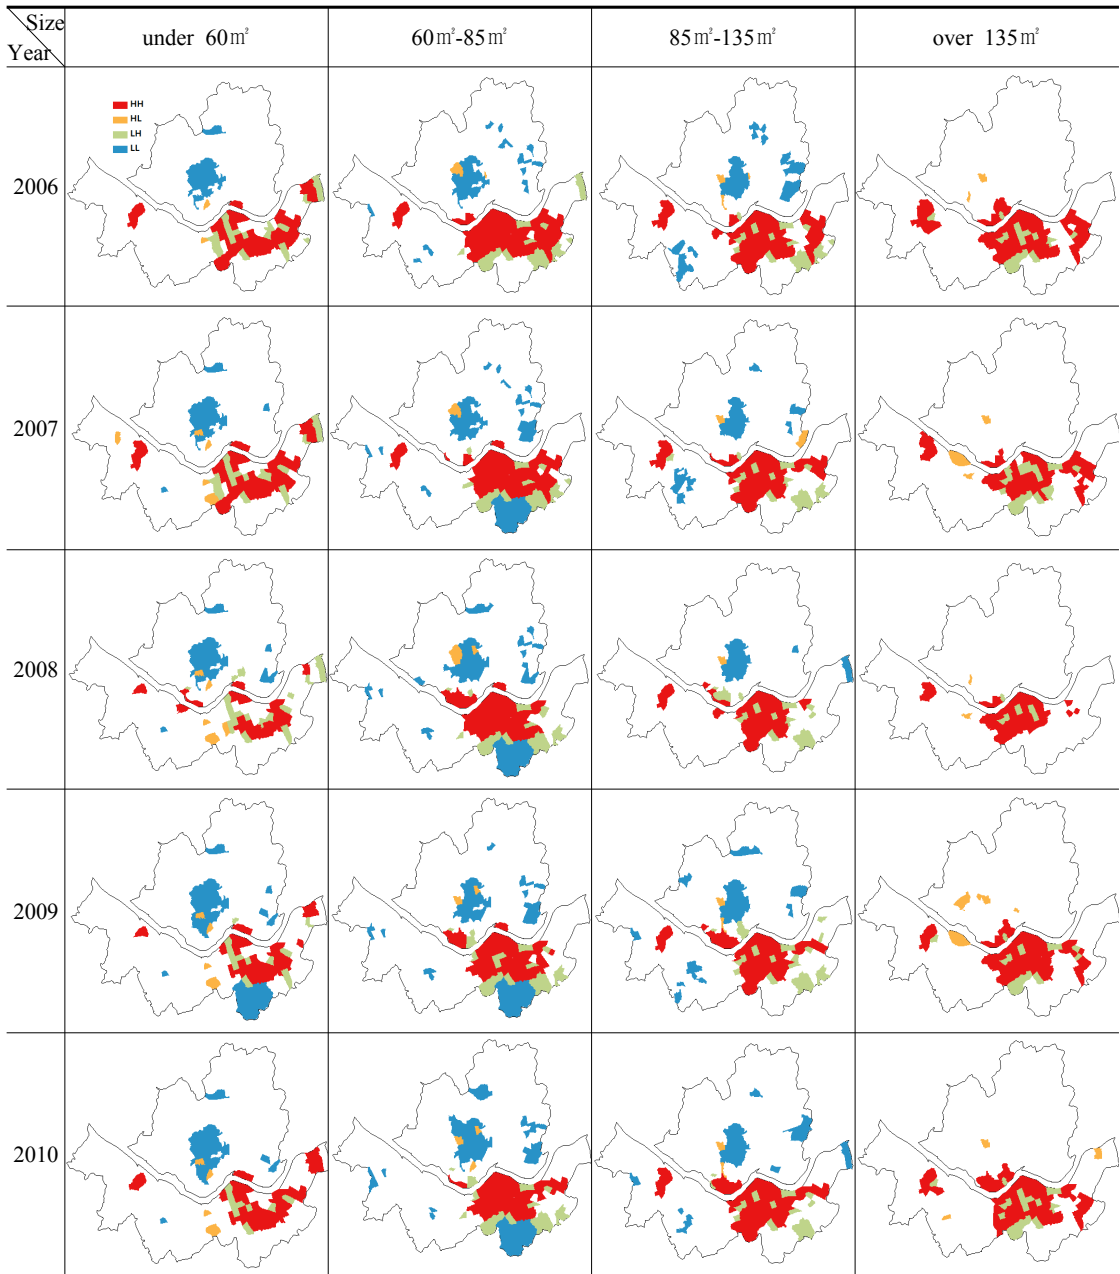 Size
Year
under 60㎡
60㎡-85㎡
85㎡-135㎡
over 135㎡
2006
HH
HL
LH
LL
2007
2008
2009
2010